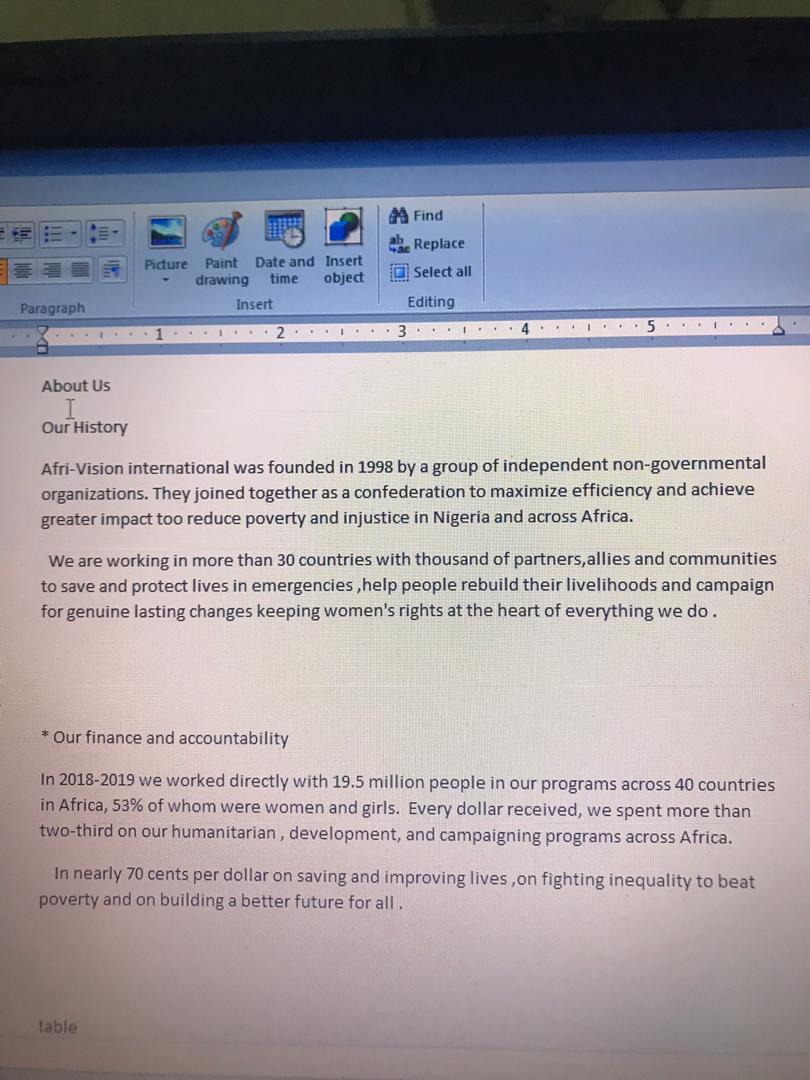 Find
Replace
Select all
Picture
Paint drawing
Date and time
Insert object
Paragraph
Insert
Editing
1 2 3 4 5
About Us
Our History
Afri-Vision international was founded in 1998 by a group of independent non-governmental
organizations. They joined together as a confederation to maximize efficiency and achieve
greater impact too reduce poverty and injustice in Nigeria and across Africa.
We are working in more than 30 countries with thousand of partners,allies and communities
to save and protect lives in emergencies ,help people rebuild their livelihoods and campaign
for genuine lasting changes keeping women's rights at the heart of everything we do .
* Our finance and accountability
In 2018-2019 we worked directly with 19.5 million people in our programs across 40 countries
in Africa, 53% of whom were women and girls.  Every dollar received, we spent more than
two-third on our humanitarian , development, and campaigning programs across Africa.
In nearly 70 cents per dollar on saving and improving lives ,on fighting inequality to beat
poverty and on building a better future for all .
table